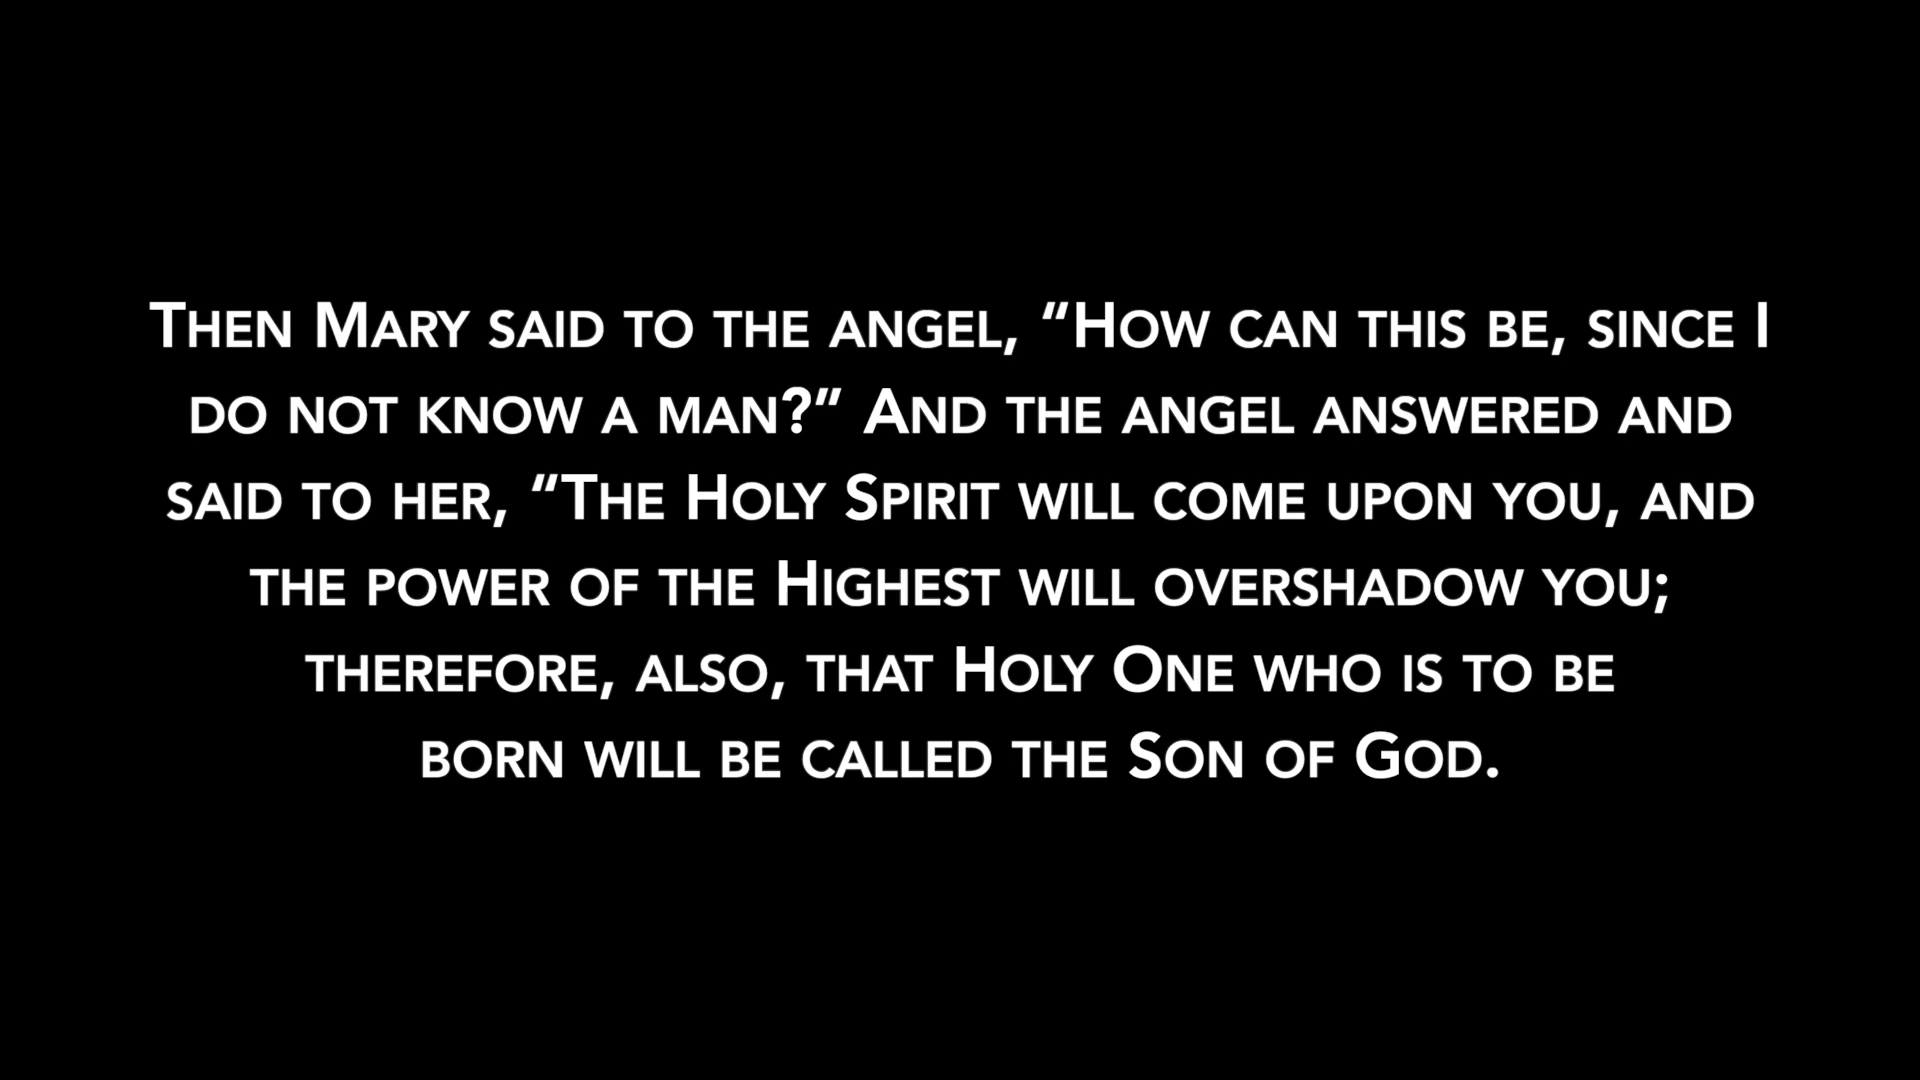 Then Mary said to the angel, “How can this be, since I
do not know a man?” And the angel answered and
said to her, “The Holy Spirit will come upon you, and
the power of the Highest will overshadow you;
therefore, also, that Holy One who is to be
born will be called the Son of God.